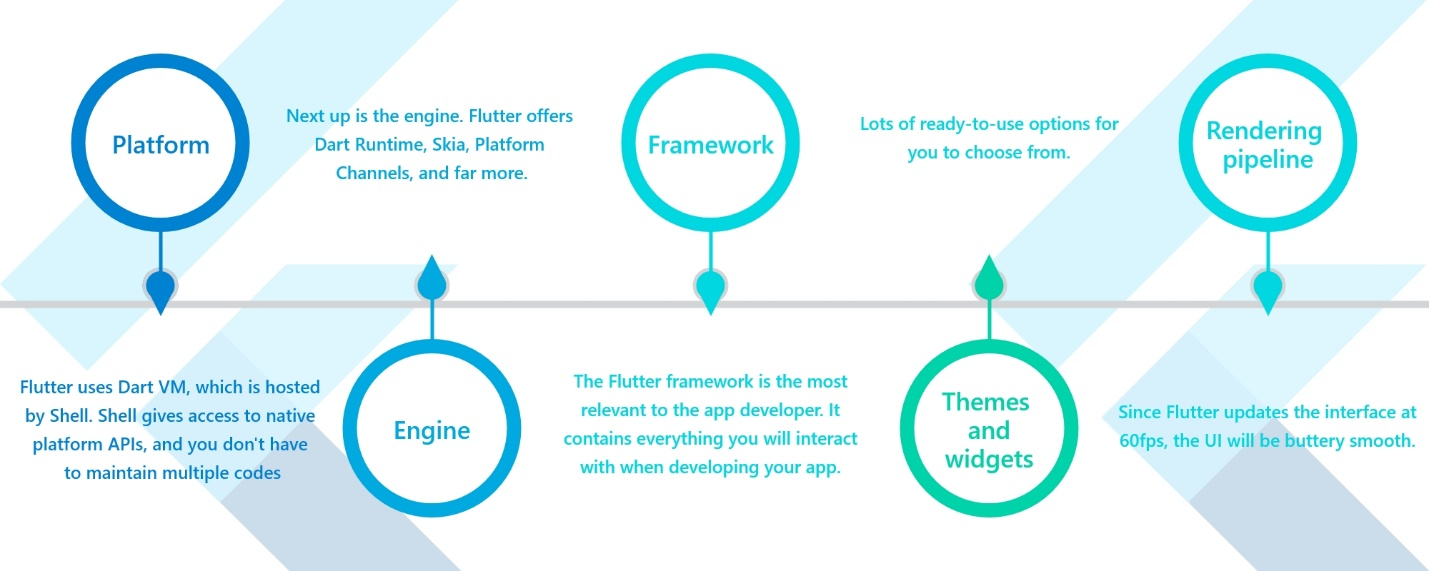 Platform
Flutter uses Dart VM, which is hosted
by Shell. Shell gives access to native
platform APIs, and you don't have
to maintain multiple codes
Next up is the engine. Flutter offers
Dart Runtime, Skia, Platform
Channels, and far more.
Engine
Framework
The Flutter framework is the most
relevant to the app developer. It
contains everything you will interact
with when developing your app.
Lots of ready-to-use options for
you to choose from.
Themes
and
widgets
Rendering
pipeline
Since Flutter updates the interface at
60fps, the UI will be buttery smooth.